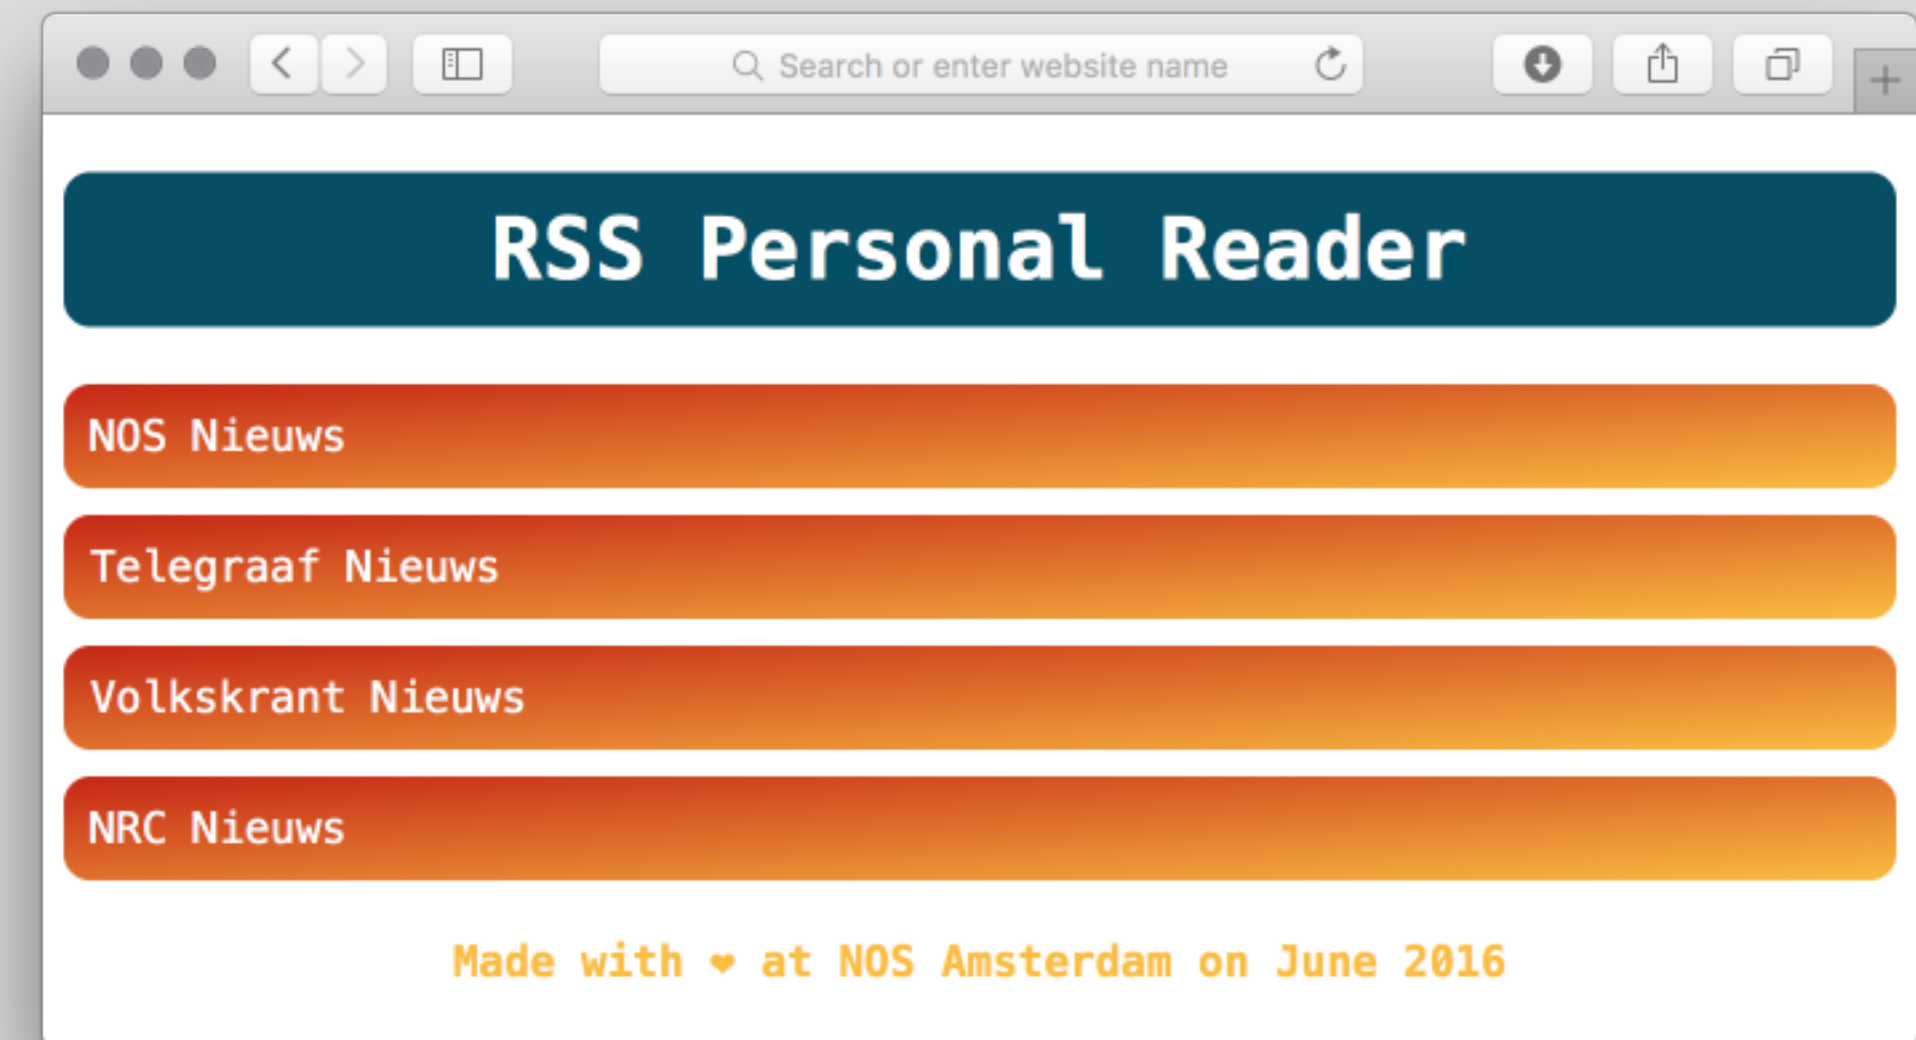 Search or enter website name
RSS Personal Reader
NOS Nieuws
Telegraaf Nieuws
Volkskrant Nieuws
NRC Nieuws
Made with ❤ at NOS Amsterdam on June 2016